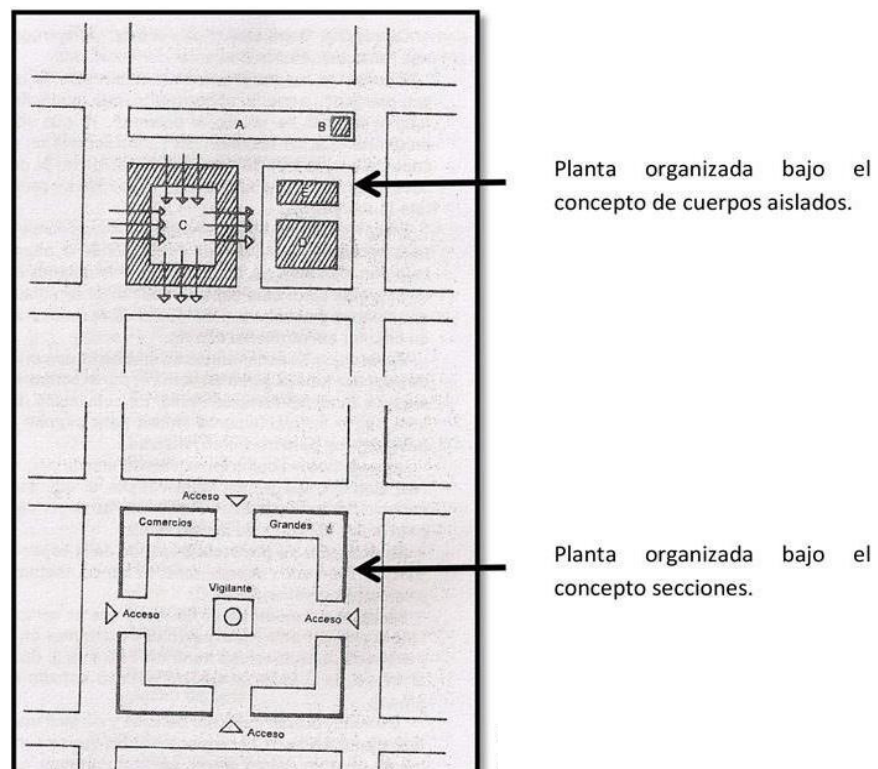 A
B
Planta organizada bajo el
concepto de cuerpos aislados.
E
C
D
Acceso
Comercios
Grandes
Vigilante
Acceso
Acceso
Planta organizada bajo el
concepto secciones.
Acceso